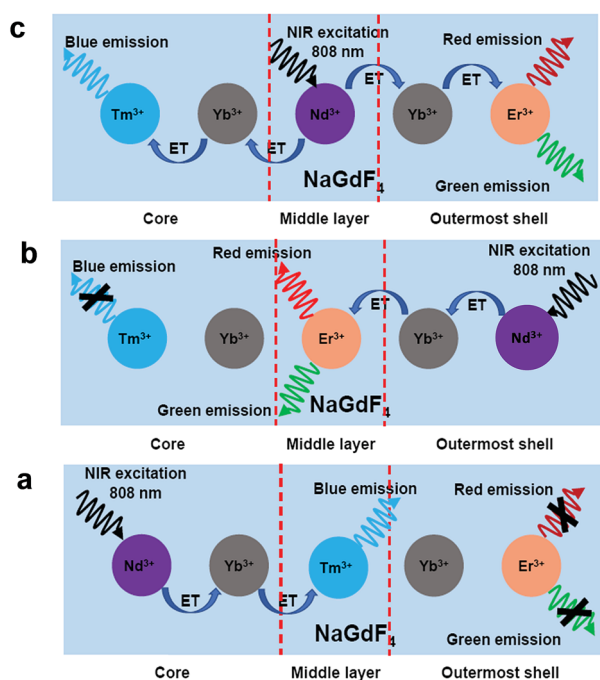 c
Blue emission
NIR excitation
808 nm
Red emission
Tm3+
Yb3+
Nd3+
Yb3+
Er3+
ET
ET
ET
ET
NaGdF4
Green emission
Core
Middle layer
Outermost shell
b
Blue emission
Red emission
NIR excitation
808 nm
Tm3+
Yb3+
Er3+
Yb3+
Nd3+
ET
ET
Green emission
NaGdF4
Core
Middle layer
Outermost shell
a
NIR excitation
808 nm
Blue emission
Red emission
Nd3+
Yb3+
Tm3+
Yb3+
Er3+
ET
ET
NaGdF4
Green emission
Core
Middle layer
Outermost shell